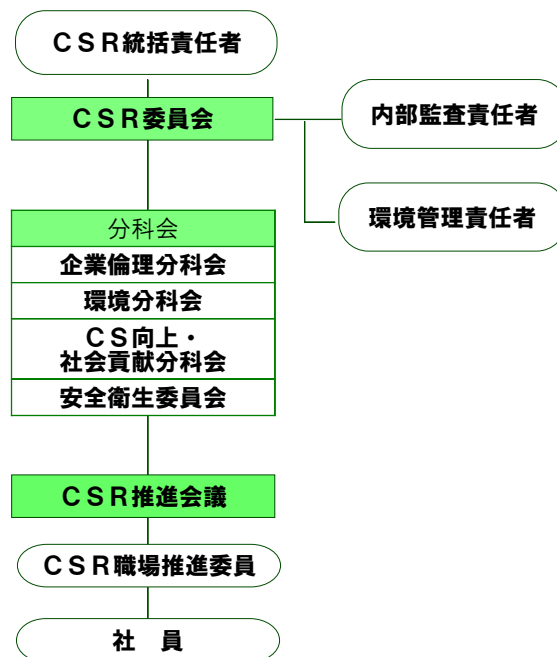 ＣＳＲ統括責任者
ＣＳＲ委員会
内部監査責任者
環境管理責任者
分科会
企業倫理分科会
環境分科会
ＣＳ向上・
社会貢献分科会
安全衛生委員会
ＣＳＲ推進会議
ＣＳＲ職場推進委員
社　員